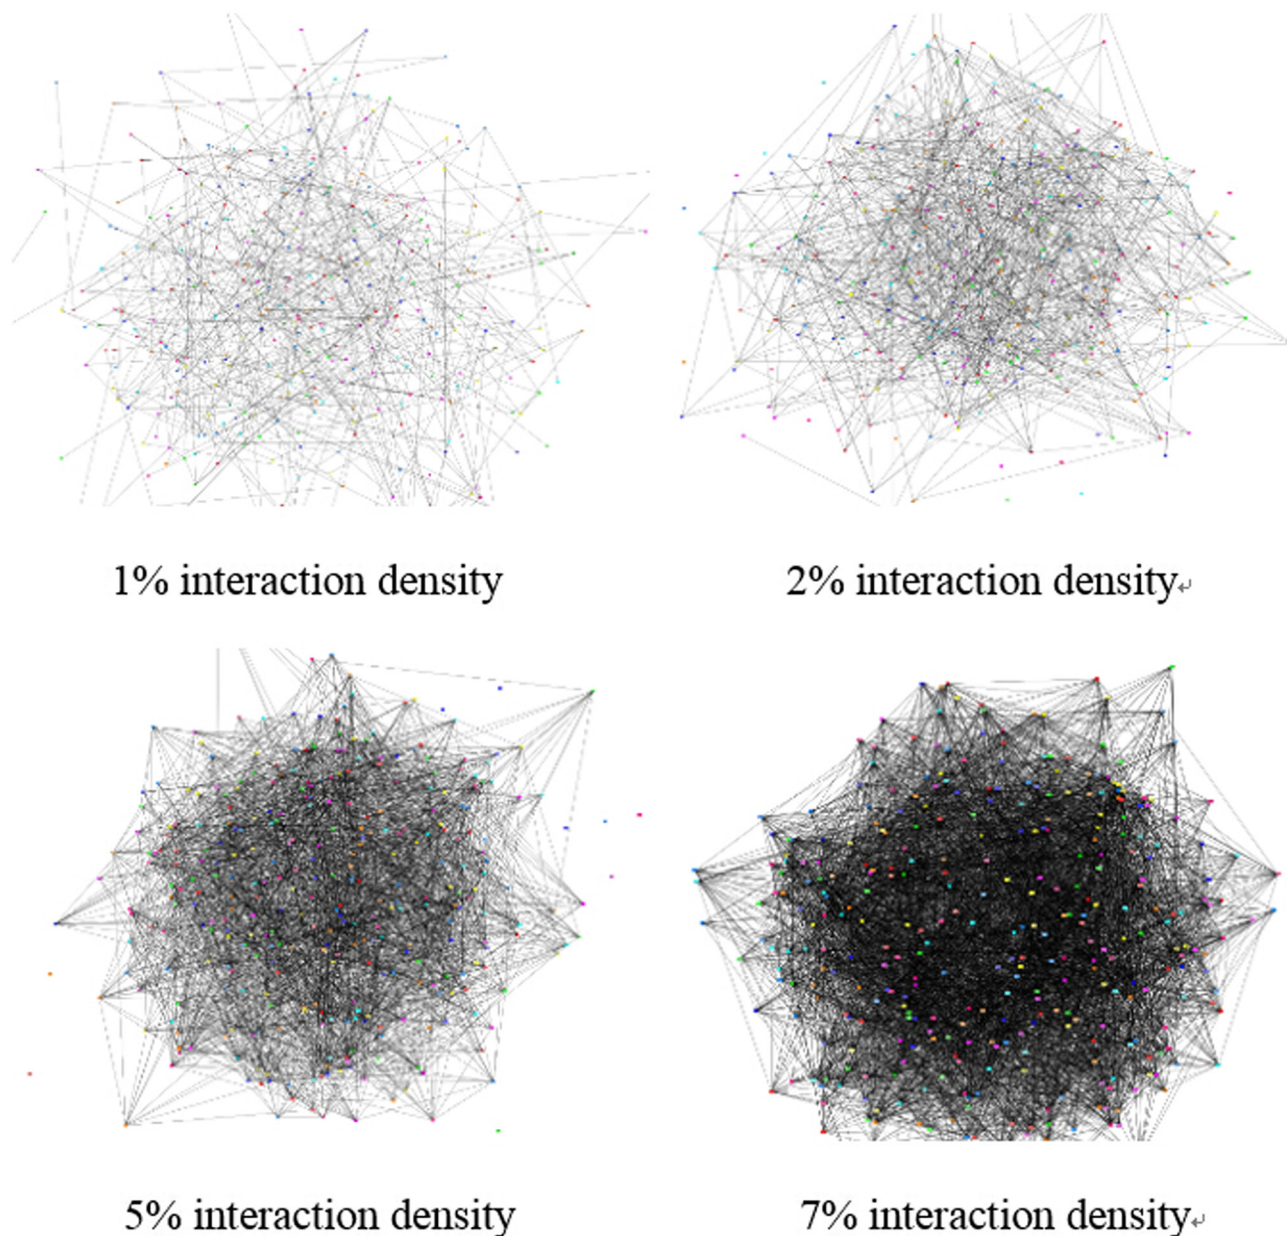 1% interaction density
2% interaction density↵
5% interaction density
7% interaction density↵